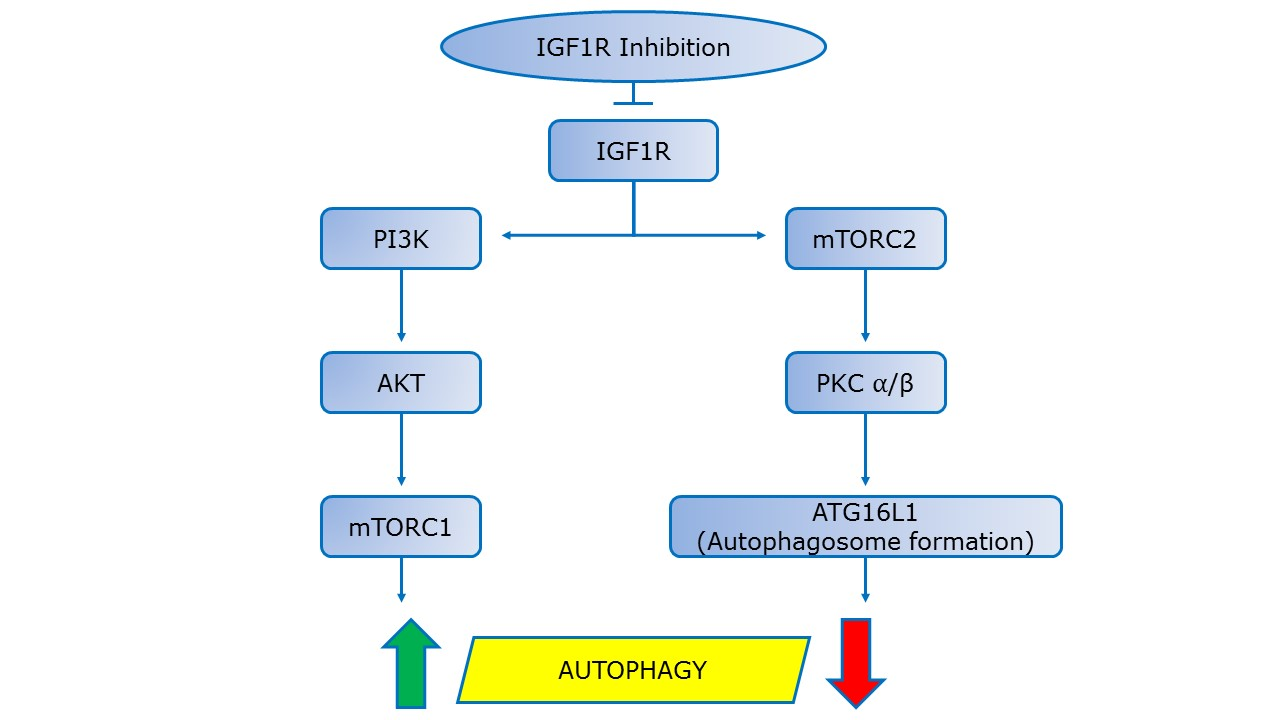 IGF1R Inhibition
IGF1R
PI3K
mTORC2
AKT
PKC α/β
mTORC1
ATG16L1
(Autophagosome formation)
AUTOPHAGY